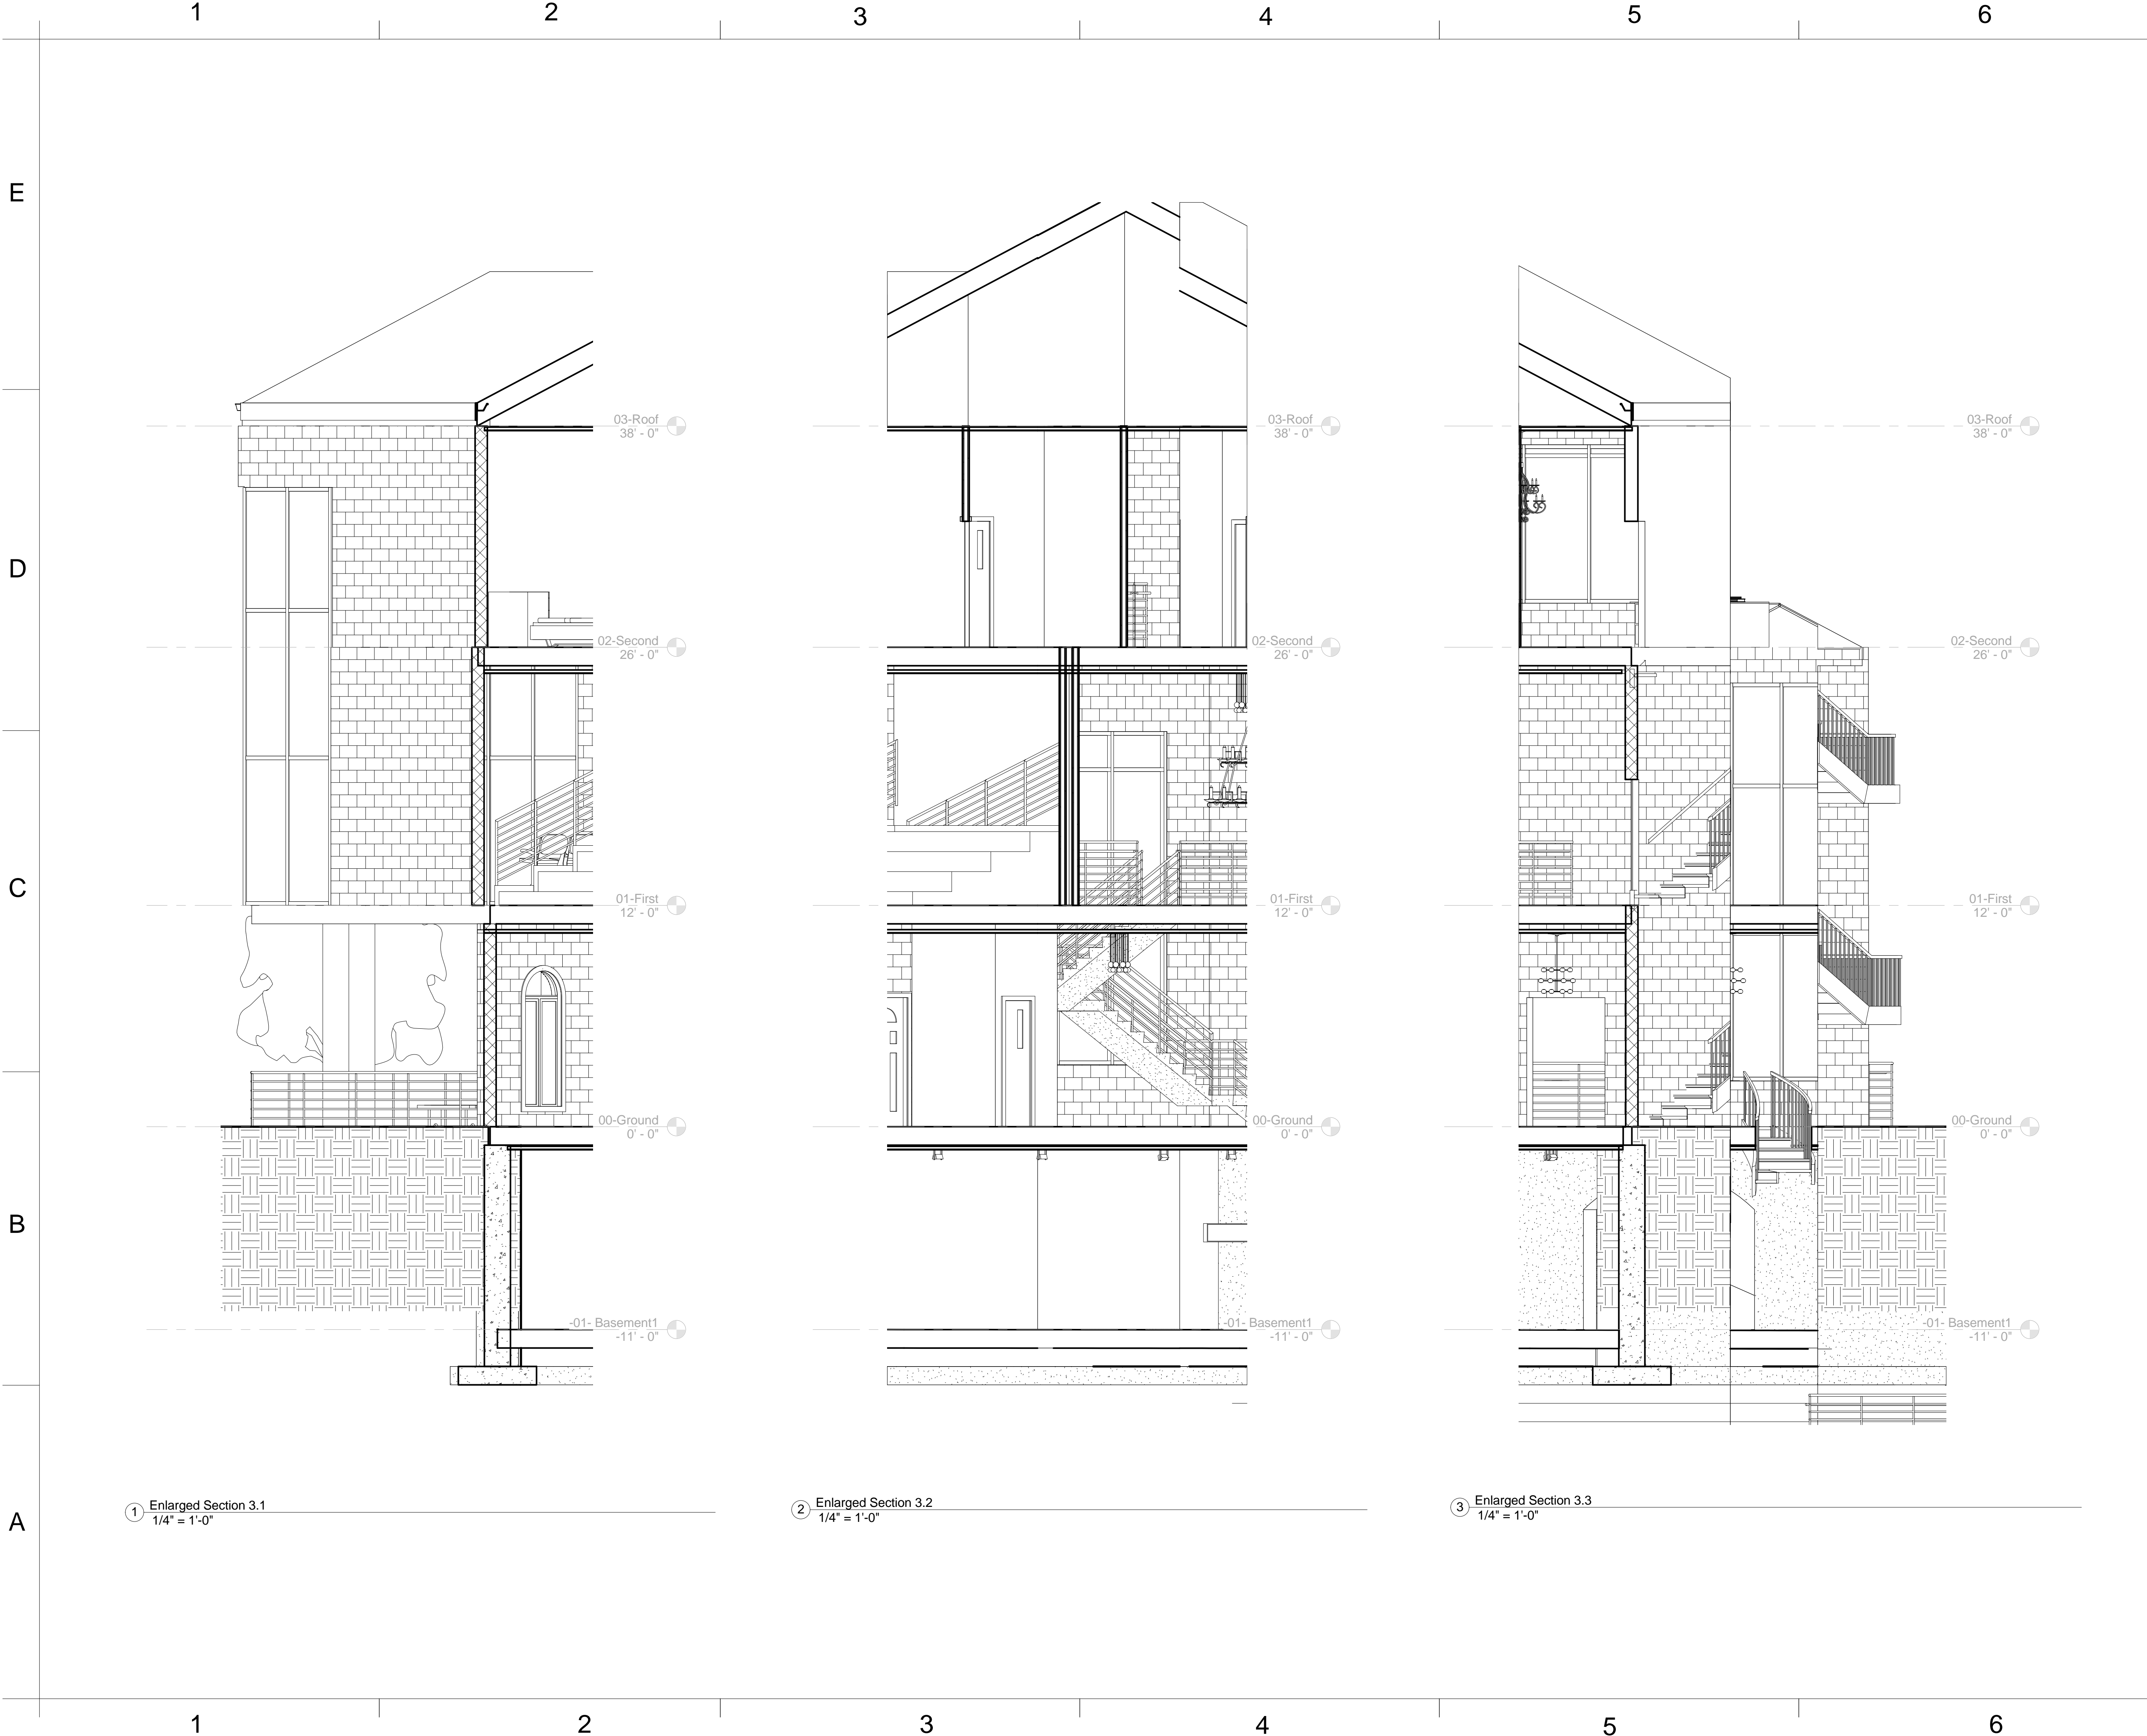 1 2 3 4 5 6
E
D
C
B
A
03-Roof
38' - 0"
02-Second
26' - 0"
01-First
12' - 0"
00-Ground
0' - 0"
-01- Basement1
-11' - 0"
1 Enlarged Section 3.1
1/4" = 1'-0"
03-Roof
38' - 0"
02-Second
26' - 0"
01-First
12' - 0"
00-Ground
0' - 0"
-01- Basement1
-11' - 0"
2 Enlarged Section 3.2
1/4" = 1'-0"
03-Roof
38' - 0"
02-Second
26' - 0"
01-First
12' - 0"
00-Ground
0' - 0"
-01- Basement1
-11' - 0"
3 Enlarged Section 3.3
1/4" = 1'-0"
1 2 3 4 5 6